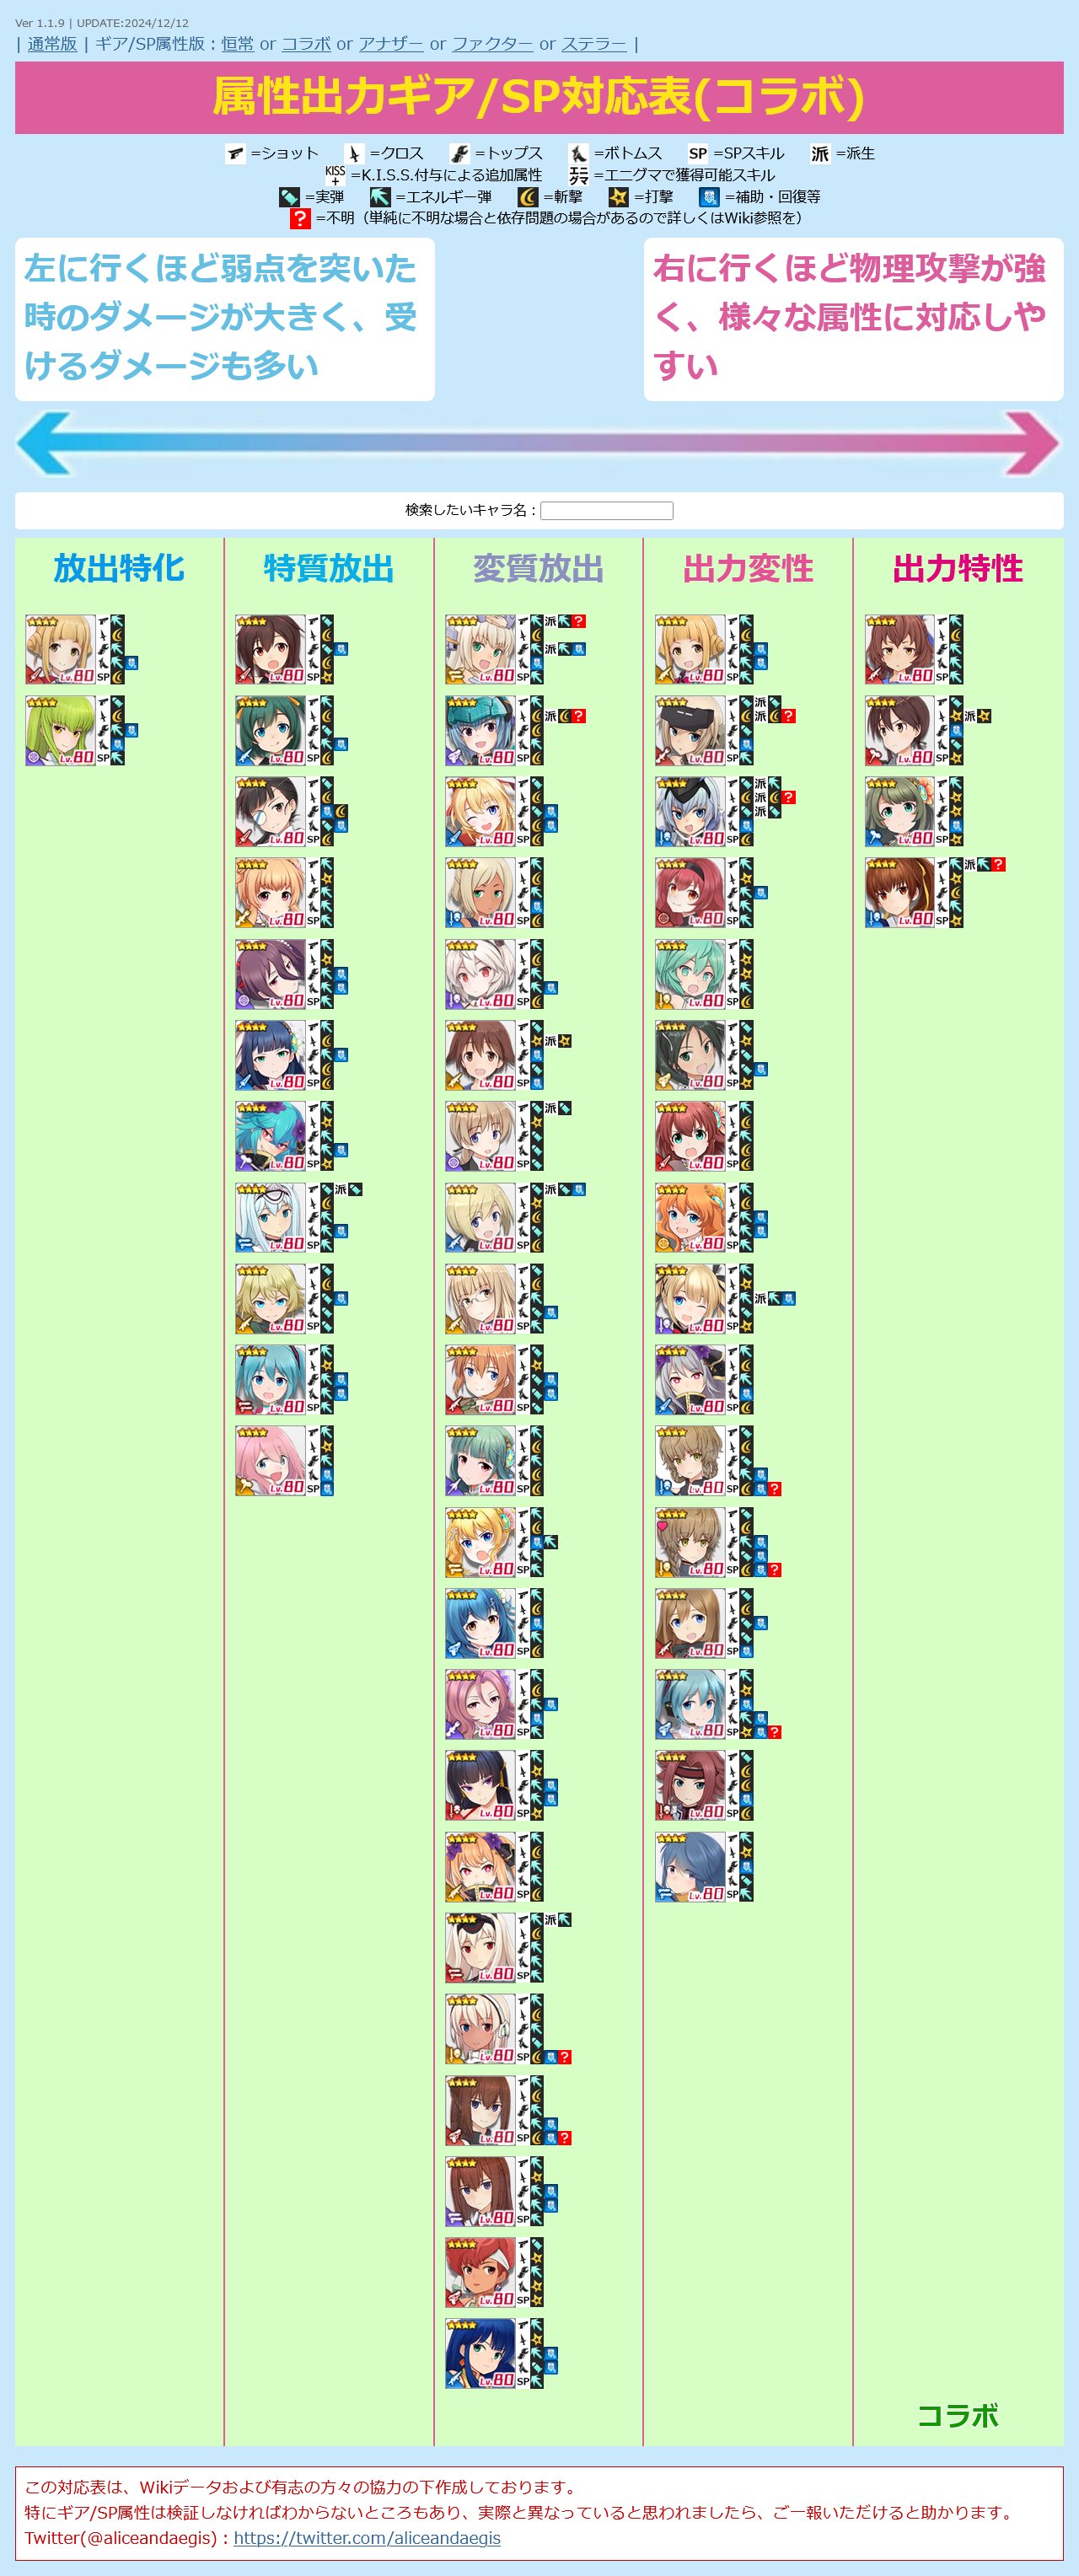 Ver 1.1.9 | UPDATE:2024/12/12
| 通常版 | ギア/SP属性版：恒常 or コラボ or アナザー or ファクター or ステラー |
属性出力ギア/SP対応表(コラボ)
=ショット =クロス =トップス =ボトムス SP =SPスキル 派 =派生
KISS+ =K.I.S.S.付与による追加属性 エニグマ =エニグマで獲得可能スキル
=実弾 =エネルギー弾 =斬撃 =打撃 =補助・回復等
? =不明（単純に不明な場合と依存問題の場合があるので詳しくはWiki参照を）
左に行くほど弱点を突いた
時のダメージが大きく、受
けるダメージも多い
右に行くほど物理攻撃が強
く、様々な属性に対応しや
すい
検索したいキャラ名：
放出特化 特質放出 変質放出 出力変性 出力特性
コラボ
この対応表は、Wikiデータおよび有志の方々の協力の下作成しております。
特にギア/SP属性は検証しなければわからないところもあり、実際と異なっていると思われましたら、ご一報いただけると助かります。
Twitter(@aliceandaegis)：https://twitter.com/aliceandaegis